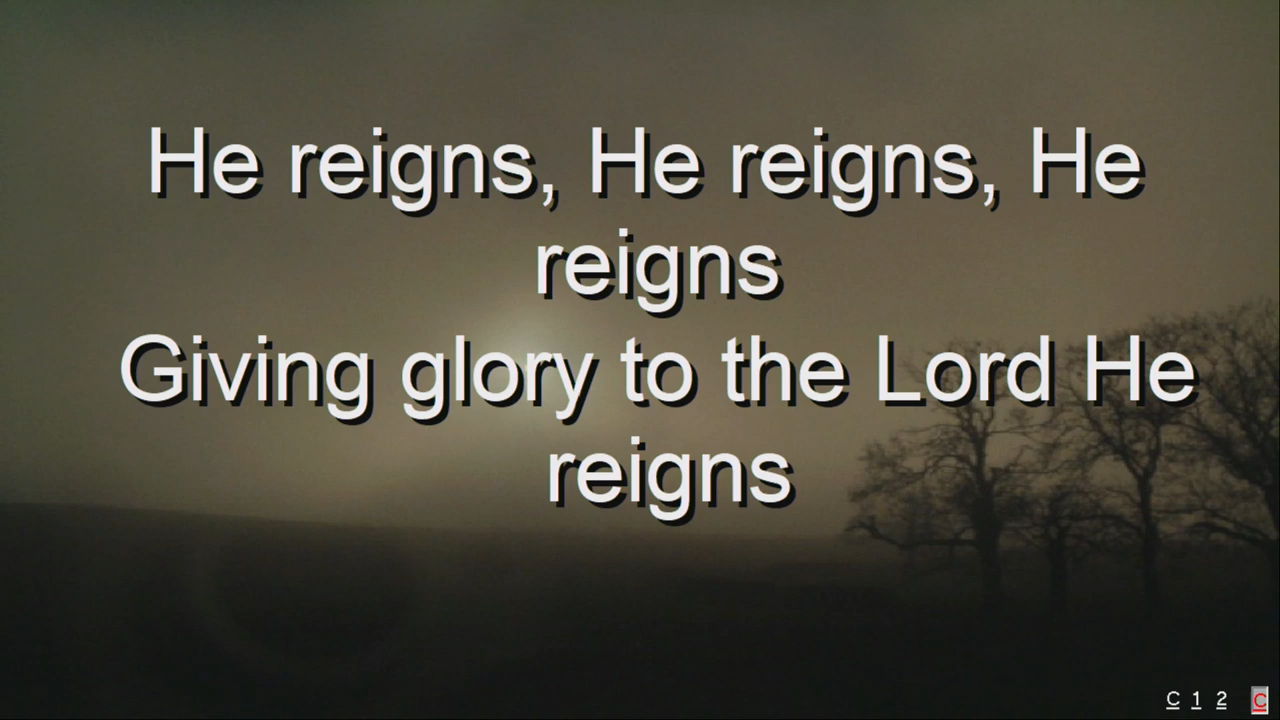 He reigns, He reigns, He
reigns
Giving glory to the Lord He
reigns
C 1 2 C